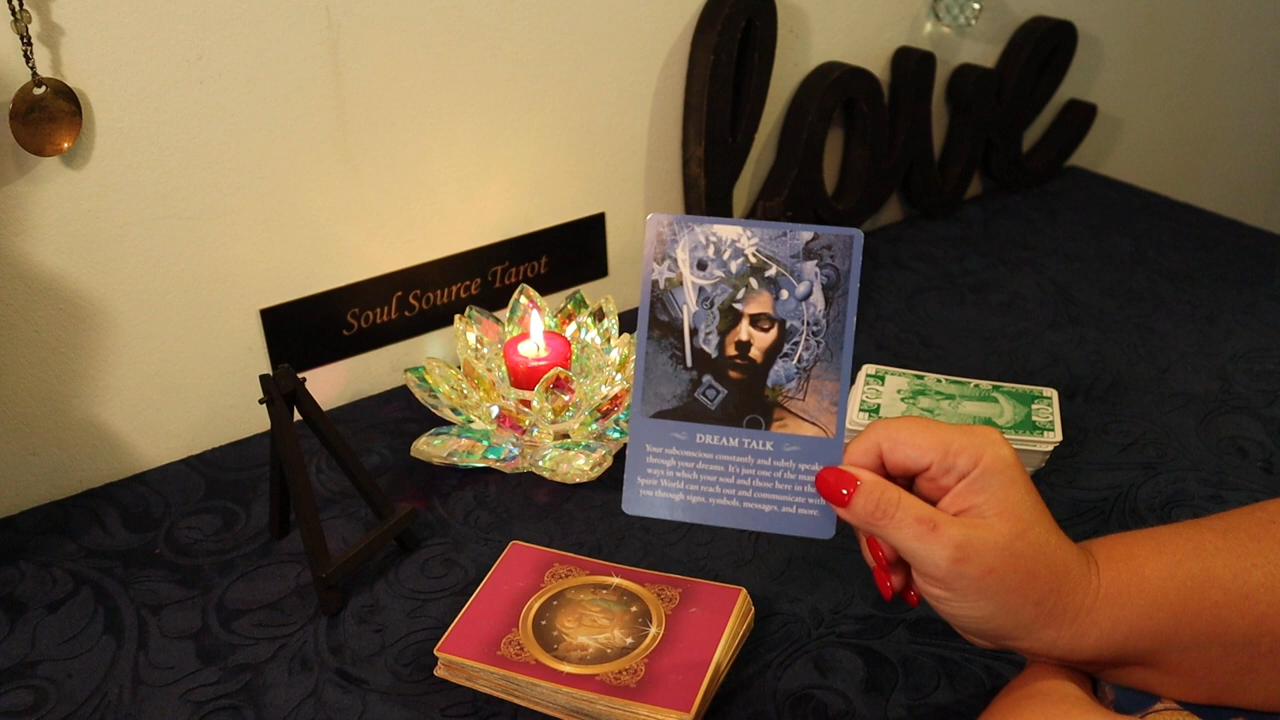 love
Soul Source Tarot
DREAM TALK
Your subconscious constantly and subtly speaks
through your dreams. It's just one of the many
ways in which your soul and those here in the
Spirit World can reach out and communicate with
you through signs, symbols, messages, and more.